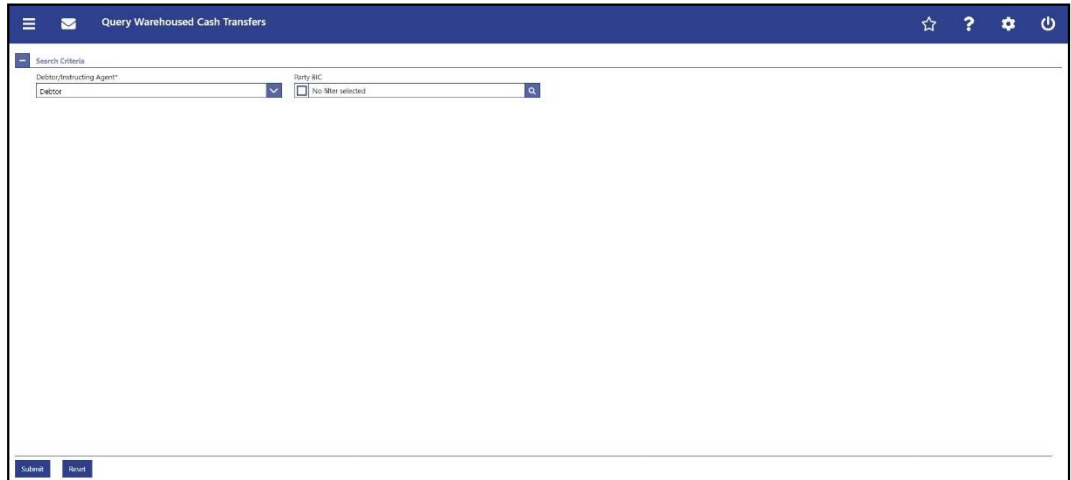 Query Warehoused Cash Transfers
Search Criteria
Debtor/Instructing Agent*
Party BIC
Debtor
No filter selected
Submit
Reset